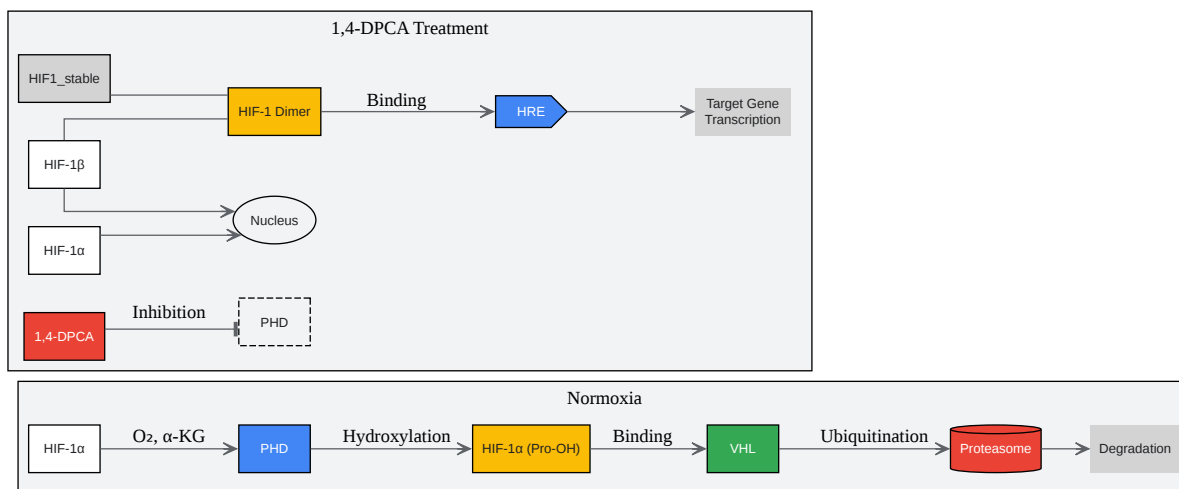 1,4-DPCA Treatment
HIF1_stable
HIF-1 Dimer
Binding
HRE
Target Gene
Transcription
HIF-1β
Nucleus
HIF-1α
Inhibition
1,4-DPCA
PHD
Normoxia
HIF-1α
O₂, α-KG
PHD
Hydroxylation
HIF-1α (Pro-OH)
Binding
VHL
Ubiquitination
Proteasome
Degradation